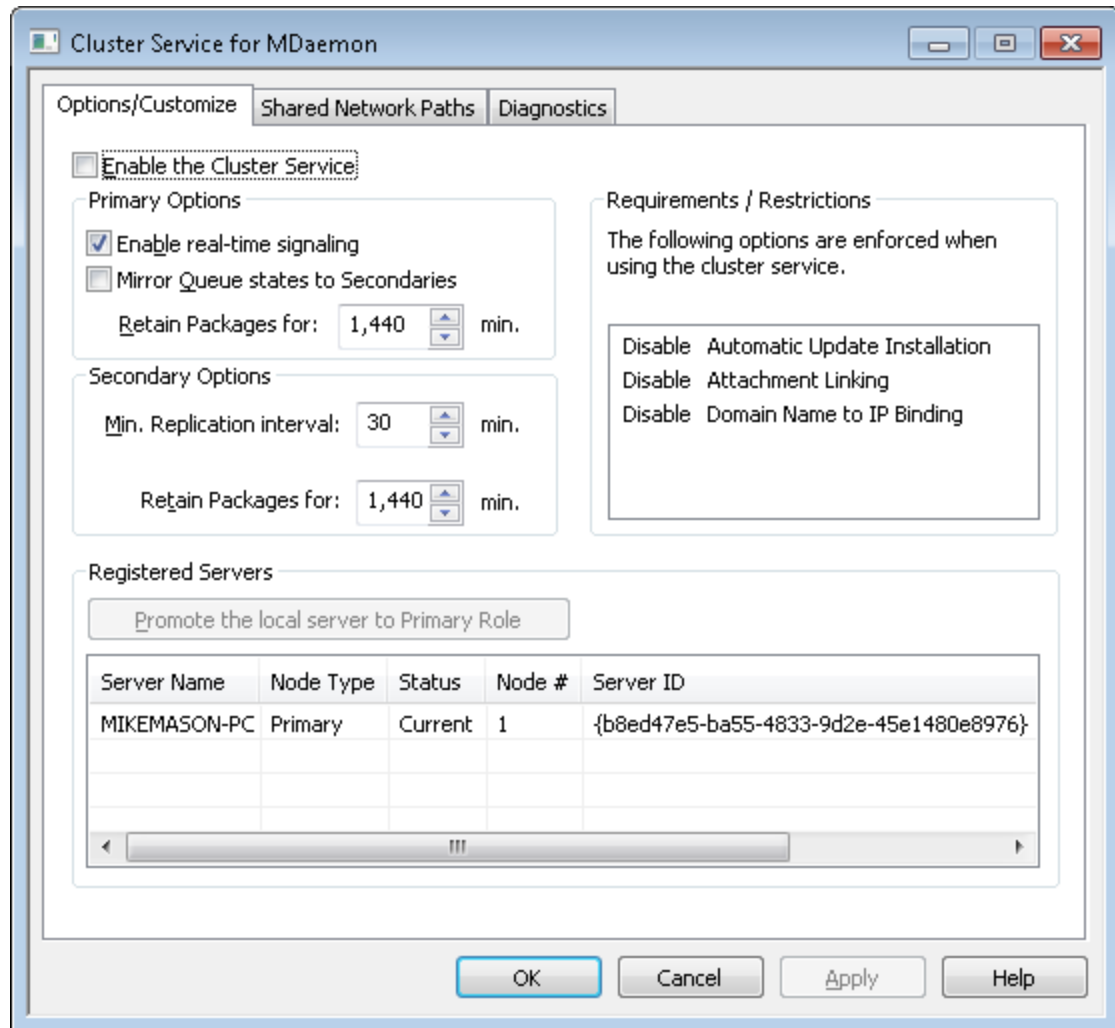 Cluster Service for MDaemon
Options/Customize
Shared Network Paths
Diagnostics
Enable the Cluster Service
Primary Options
Enable real-time signaling
Mirror Queue states to Secondaries
Retain Packages for: 1,440 min.
Secondary Options
Min. Replication interval: 30 min.
Retain Packages for: 1,440 min.
Requirements / Restrictions
The following options are enforced when
using the cluster service.
Disable Automatic Update Installation
Disable Attachment Linking
Disable Domain Name to IP Binding
Registered Servers
Promote the local server to Primary Role
Server Name Node Type Status Node # Server ID
MIKEMASON-PC Primary Current 1 {b8ed47e5-ba55-4833-9d2e-45e1480e8976}
OK Cancel Apply Help